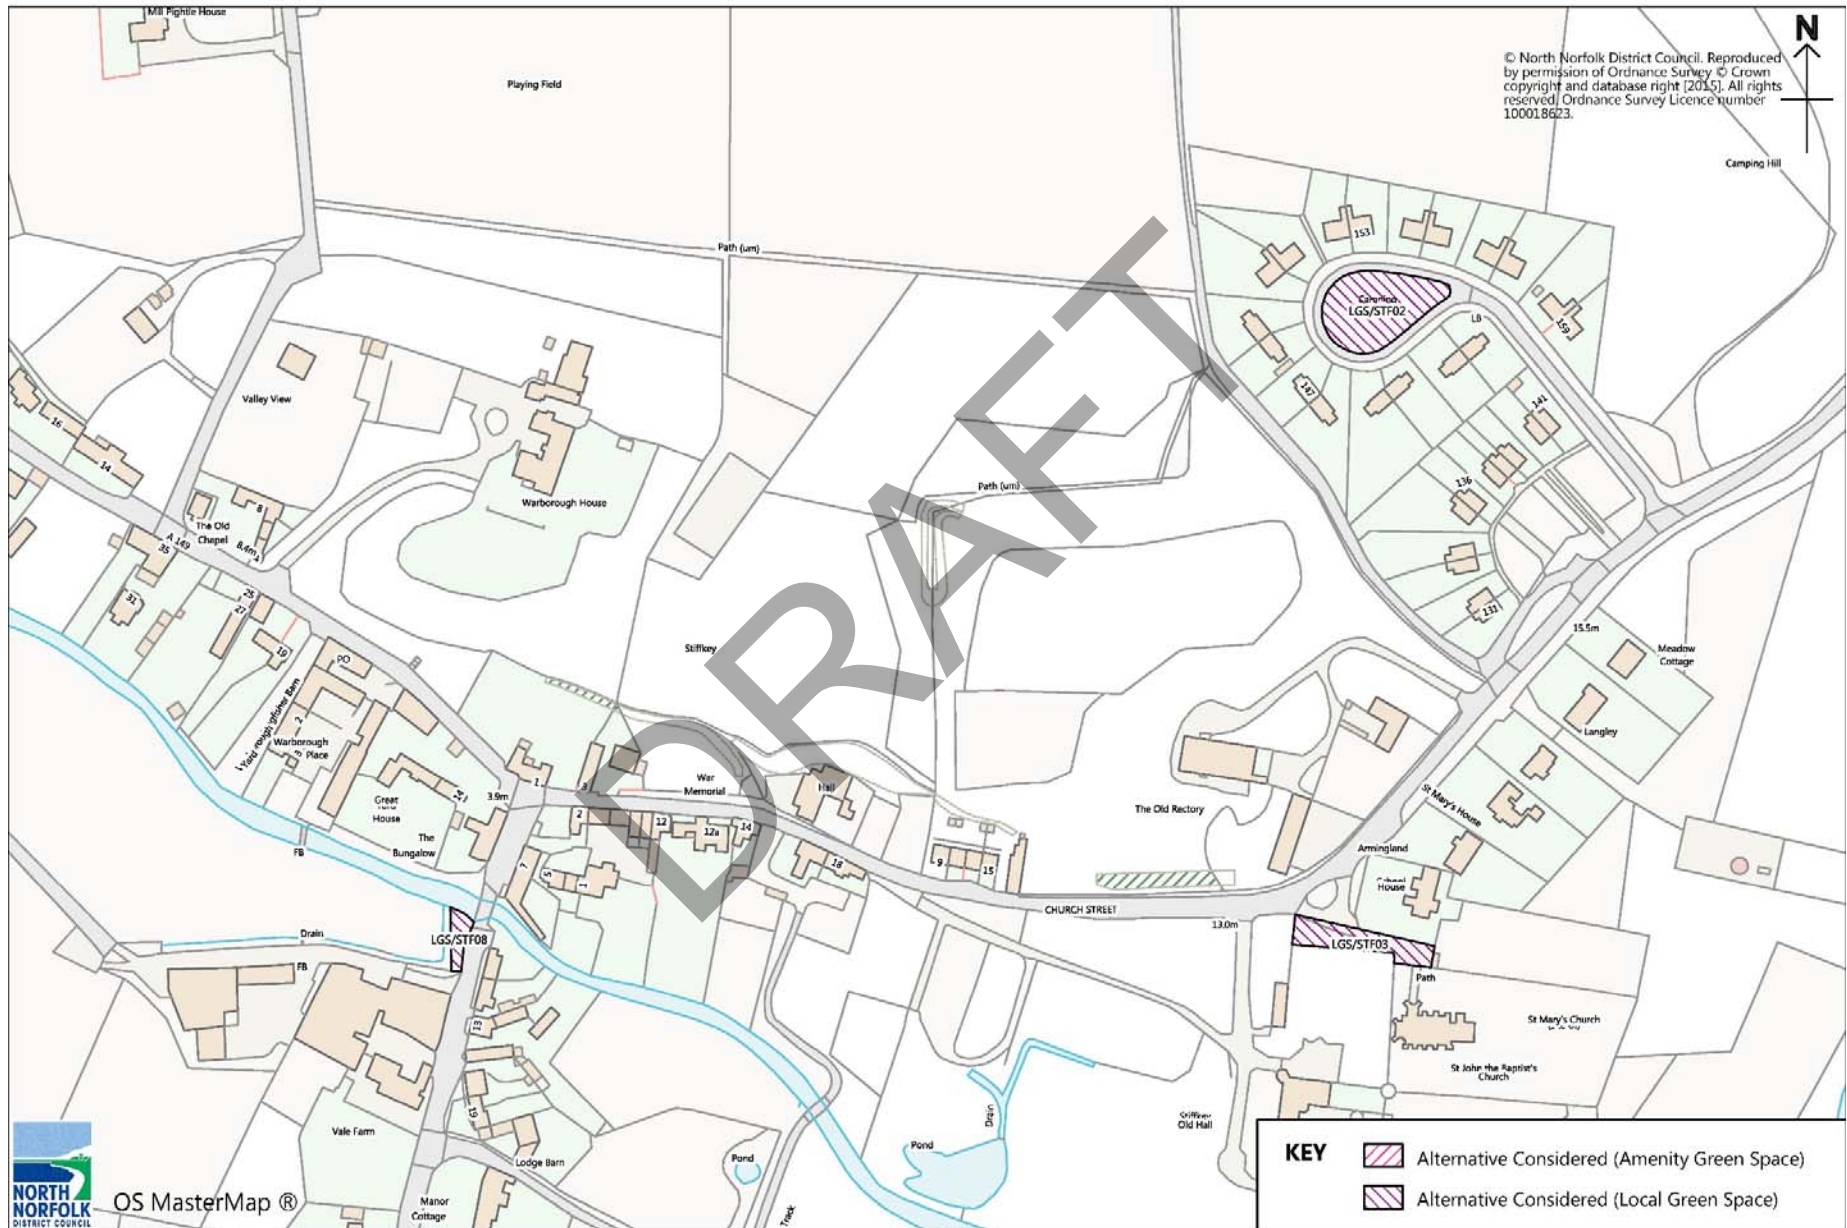 Mill Pightle House
Playing Field
N
© North Norfolk District Council. Reproduced
by permission of Ordnance Survey © Crown
copyright and database right [2015]. All rights
reserved. Ordnance Survey Licence number
100018623.
Camping Hill
153
Path (um)
LGS/STF02
LB
159
Valley View
147
141
16
14
Path (um)
136
Warborough House
8
The Old
Chapel
8.4m
A 149
35
31
25
27
19
131
15.5m
Meadow
Cottage
Stiffkey
PO
Langley
2
3
Warborough
Place
War
Memorial
Hall
The Old Rectory
St Mary's House
1
3
3.9m
14
Great
House
The
Bungalow
2
12
12a
14
18
9
15
Armingland
House
FB
7
5
1
CHURCH STREET
13.0m
LGS/STF08
Drain
FB
LGS/STF03
Path
13
St Mary's Church
St John the Baptist's
Church
19
Vale Farm
Lodge Barn
Pond
Pond
Drain
Stiffkey
Old Hall
Manor
Cottage
Track
DRAFT
KEY
Alternative Considered (Amenity Green Space)
Alternative Considered (Local Green Space)
NORTH
NORFOLK
DISTRICT COUNCIL
OS MasterMap ®